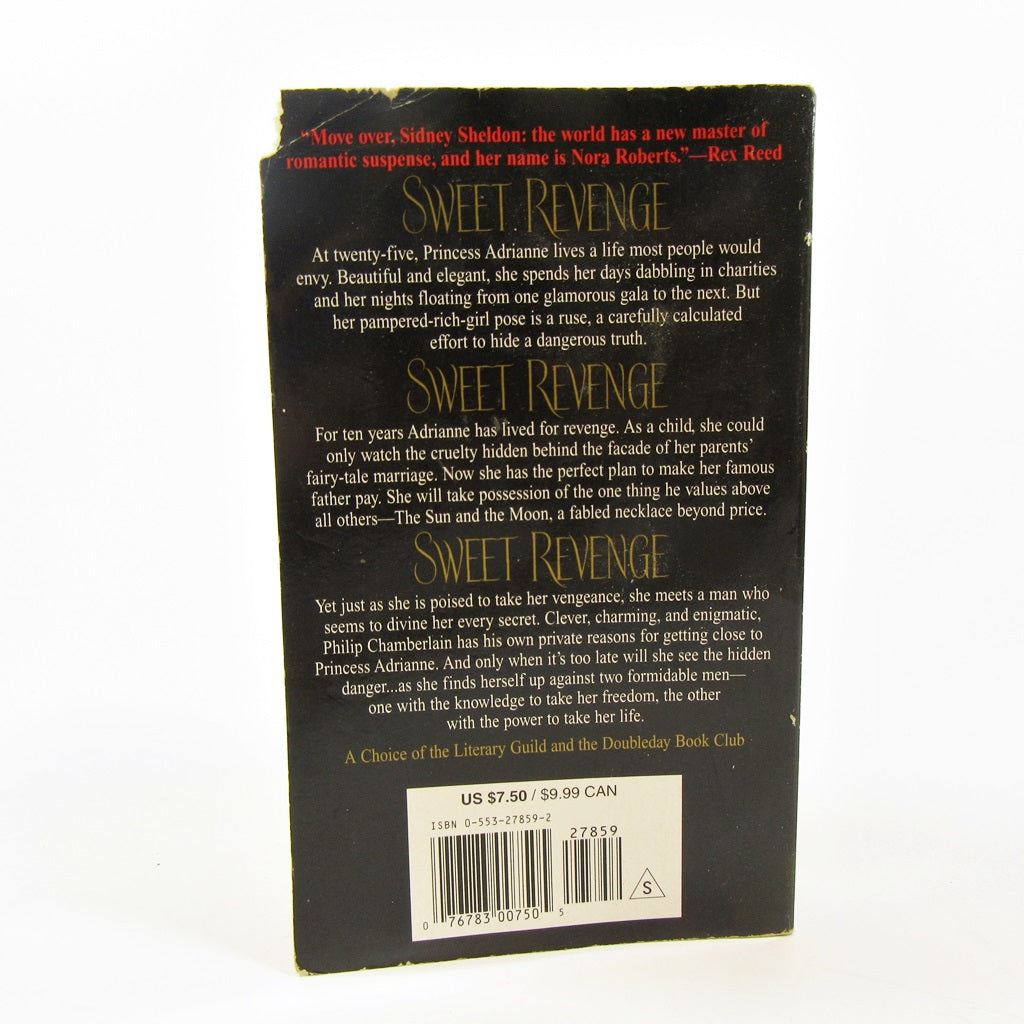 “Move over, Sidney Sheldon: the world has a new master of
romantic suspense, and her name is Nora Roberts.”—Rex Reed
SWEET REVENGE
At twenty-five, Princess Adrianne lives a life most people would
envy. Beautiful and elegant, she spends her days dabbling in charities
and her nights floating from one glamorous gala to the next. But
her pampered-rich-girl pose is a ruse, a carefully calculated
effort to hide a dangerous truth.
SWEET REVENGE
For ten years Adrianne has lived for revenge. As a child, she could
only watch the cruelty hidden behind the facade of her parents’
fairy-tale marriage. Now she has the perfect plan to make her famous
father pay. She will take possession of the one thing he values above
all others—The Sun and the Moon, a fabled necklace beyond price.
SWEET REVENGE
Yet just as she is poised to take her vengeance, she meets a man who
seems to divine her every secret. Clever, charming, and enigmatic,
Philip Chamberlain has his own private reasons for getting close to
Princess Adrianne. And only when it’s too late will she see the hidden
danger...as she finds herself up against two formidable men—
one with the knowledge to take her freedom, the other
with the power to take her life.
A Choice of the Literary Guild and the Doubleday Book Club
US $7.50 / $9.99 CAN
ISBN 0-553-27859-2
27859
S
0 76783 00750 5